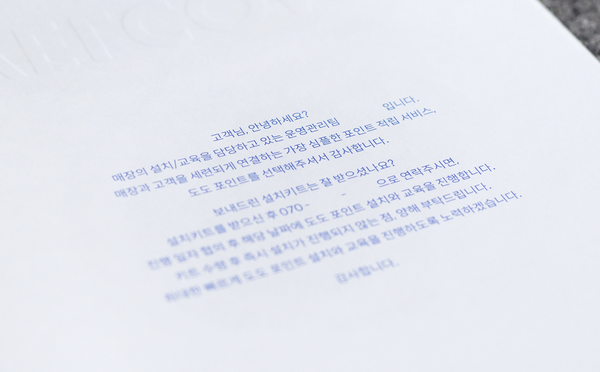 고객님, 안녕하세요?
매장의 설치/교육을 담당하고 있는 운영관리팀 입니다.
매장과 고객을 세련되게 연결하는 가장 심플한 포인트 적립 서비스,
도도 포인트를 선택해주셔서 감사합니다.
보내드린 설치키트는 잘 받으셨나요?
설치키트를 받으신 후 070 - - 으로 연락주시면,
진행 일자 협의 후 해당 날짜에 도도 포인트 설치와 교육을 진행합니다.
키트 수령 후 즉시 설치가 진행되지 않는 점, 양해 부탁드립니다.
최대한 빠르게 도도 포인트 설치와 교육을 진행하도록 노력하겠습니다.
감사합니다.